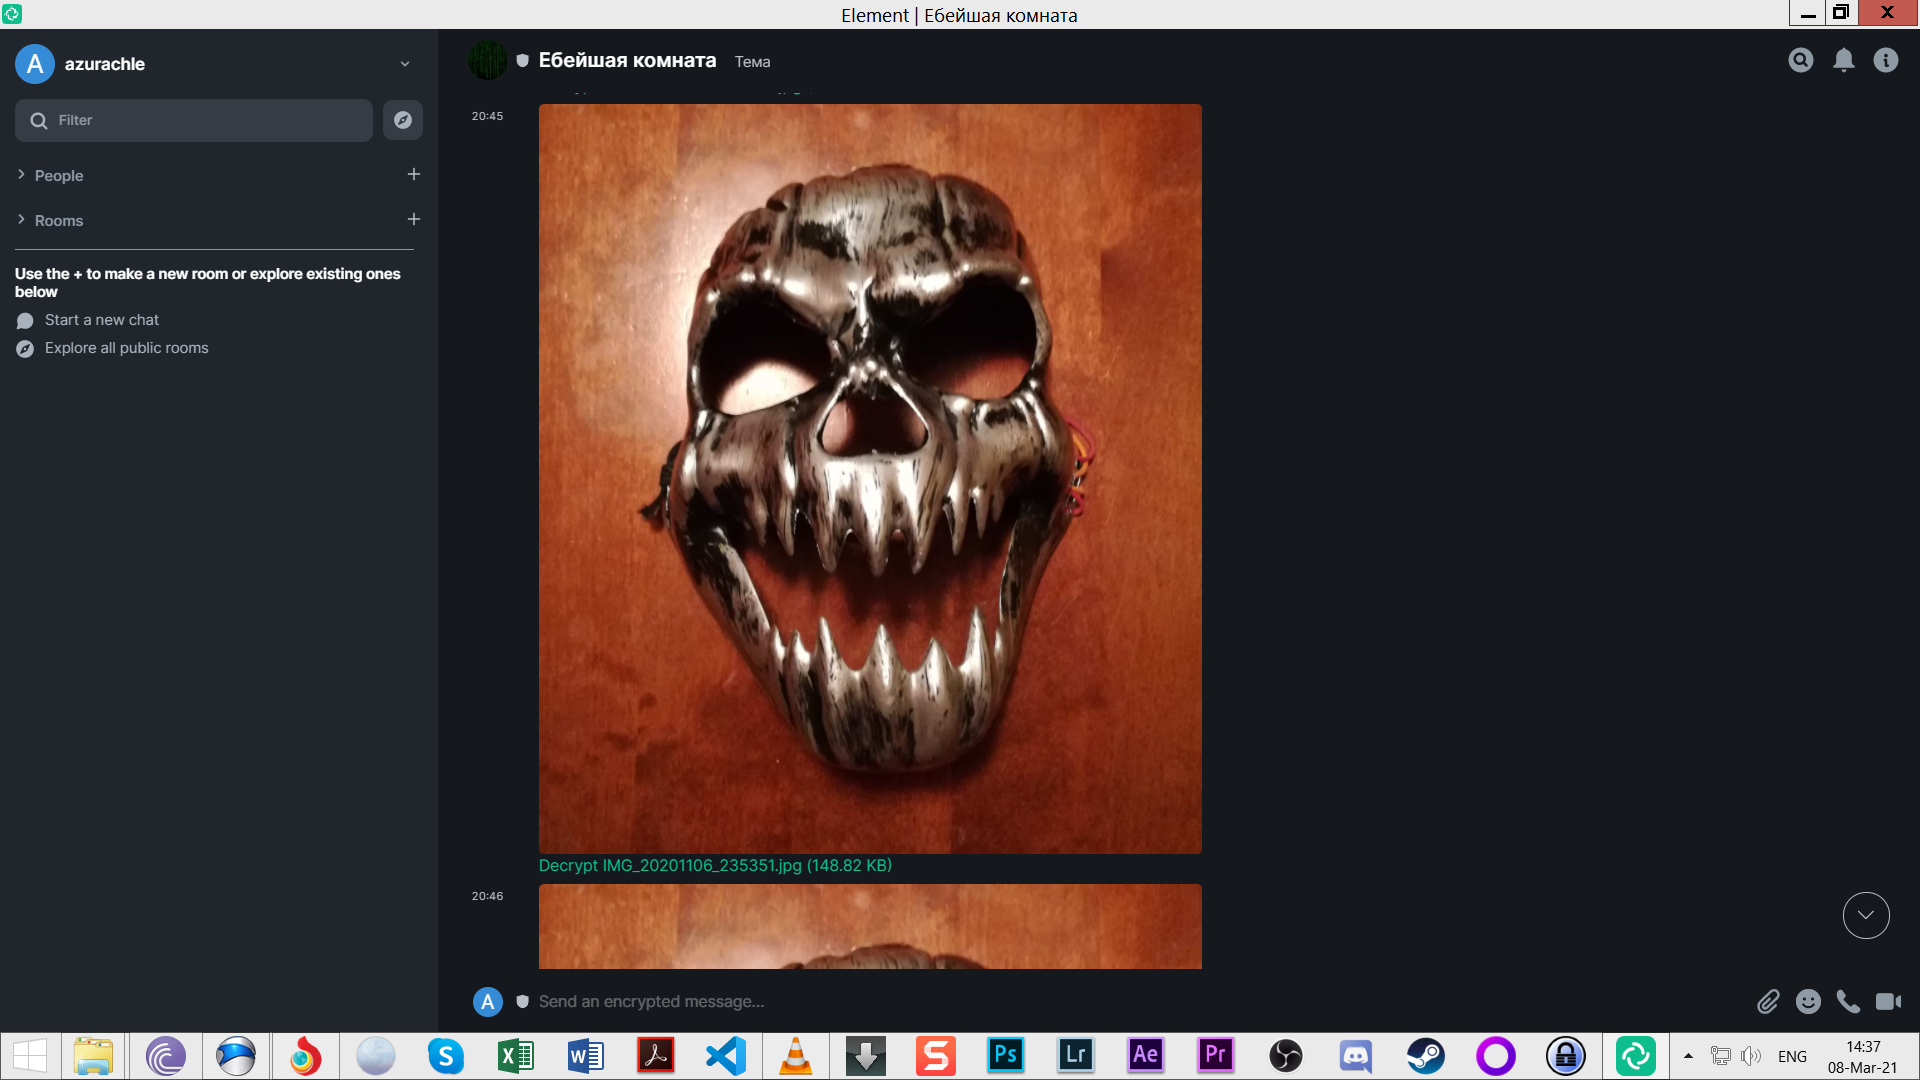 Element | Ебейшая комната
A
azurachle
Ебейшая комната
Тема
Filter
20:45
People
Rooms
Use the + to make a new room or explore existing ones
below
Start a new chat
Explore all public rooms
Decrypt IMG_20201106_235351.jpg (148.82 KB)
20:46
A
Send an encrypted message...
S
X
W
S
Ps
Lr
Ae
Pr
ENG
14:37
08-Mar-21